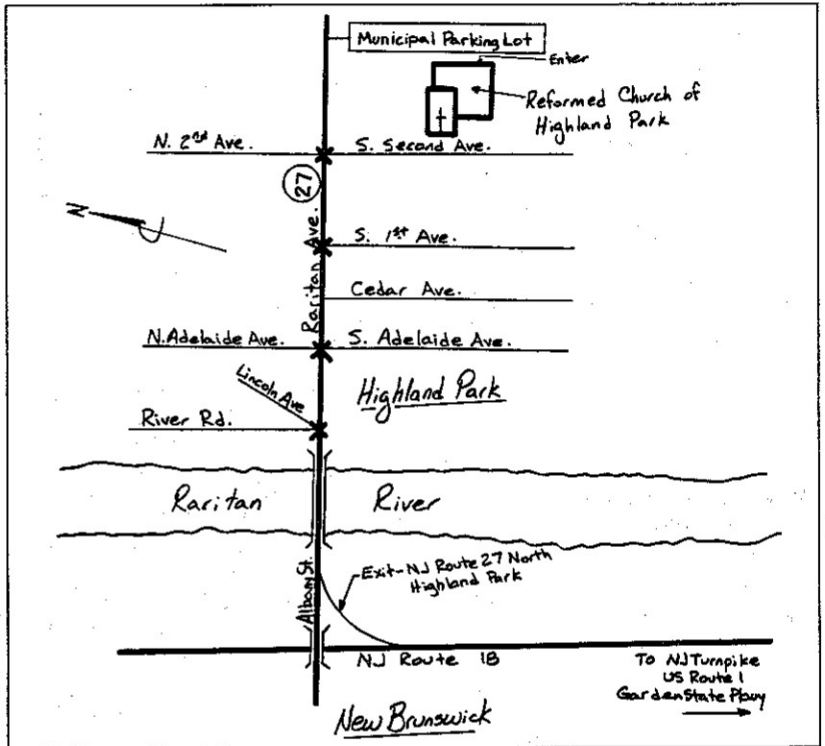 Municipal Parking Lot
Enter
Reformed Church of
Highland Park
N. 2nd Ave.
S. Second Ave.
27
N
S. 1st Ave.
Raritan Ave.
Cedar Ave.
N. Adelaide Ave.
S. Adelaide Ave.
Lincoln Ave
Highland Park
River Rd.
Raritan
River
Exit-NJ Route 27 North
Highland Park
Albany St.
NJ Route 18
To NJ Turnpike
US Route 1
Garden State Pkwy
New Brunswick